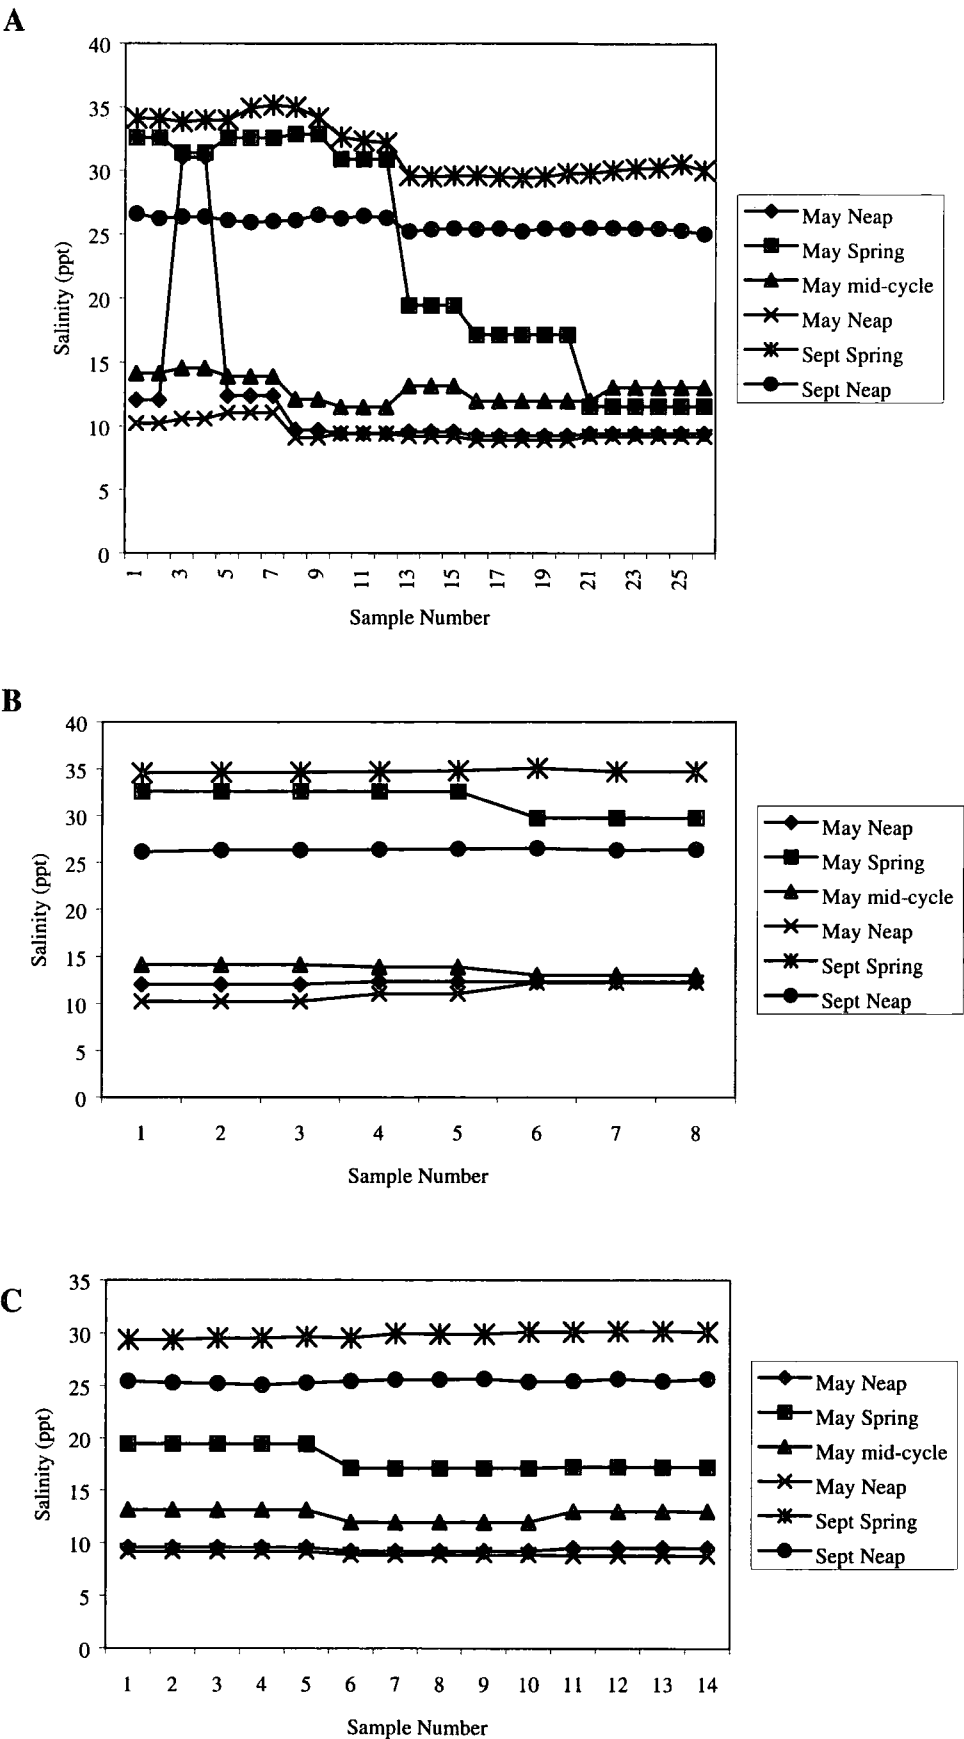 A
40
35
30
25
20
15
10
5
0
Salinity (ppt)
1 3 5 7 9 11 13 15 17 19 21 23 25
Sample Number
May Neap
May Spring
May mid-cycle
May Neap
Sept Spring
Sept Neap
B
40
35
30
25
20
15
10
5
0
Salinity (ppt)
1 2 3 4 5 6 7 8
Sample Number
May Neap
May Spring
May mid-cycle
May Neap
Sept Spring
Sept Neap
C
35
30
25
20
15
10
5
0
Salinity (ppt)
1 2 3 4 5 6 7 8 9 10 11 12 13 14
Sample Number
May Neap
May Spring
May mid-cycle
May Neap
Sept Spring
Sept Neap